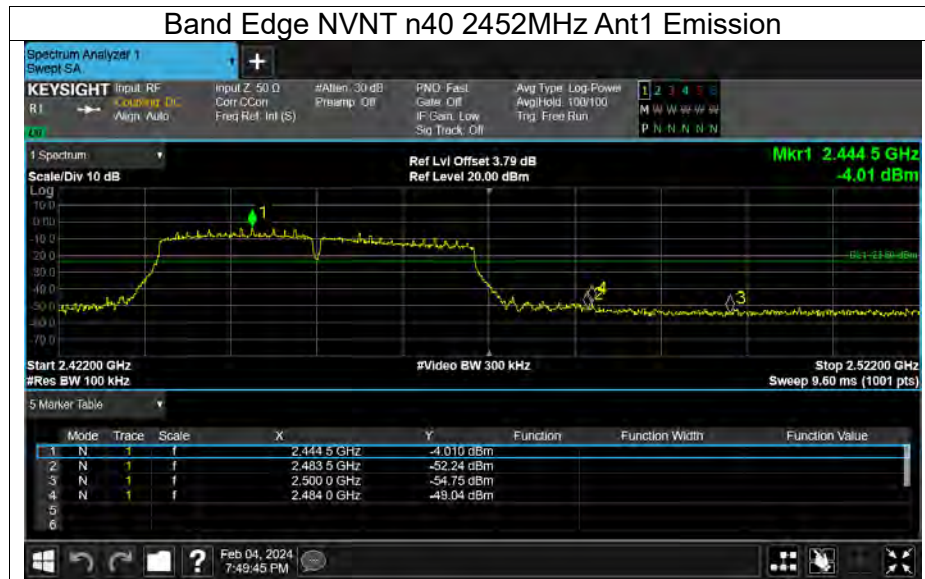 Band Edge NVNT n40 2452MHz Ant1 Emission
Spectrum Analyzer 1
Swept SA
+
KEYSIGHT Input: RF Input Z: 50 Ω #Atten: 30 dB PNO: Fast Avg Type: Log-Power 1 2 3 4 5 6
R1 Coupling: DC Corr CCorr Preamp: Off Gate: Off Avg|Hold: 100/100 M W W W W W
Align: Auto Freq Ref: Int (S) IF Gain: Low Trig: Free Run
Sig Track: Off P N N N N N
1 Spectrum Ref Lvl Offset 3.79 dB Mkr1 2.444 5 GHz
Scale/Div 10 dB Ref Level 20.00 dBm -4.01 dBm
Log
10.0
0.00
-10.0
-20.0
-30.0
-40.0
-50.0
-60.0
-70.0
1
2
4
3
Start 2.42200 GHz #Video BW 300 kHz Stop 2.52200 GHz
#Res BW 100 kHz Sweep 9.60 ms (1001 pts)
5 Marker Table
Mode Trace Scale X Y Function Function Width Function Value
1 N 1 f 2.444 5 GHz -4.010 dBm
2 N 1 f 2.483 5 GHz -52.24 dBm
3 N 1 f 2.500 0 GHz -54.75 dBm
4 N 1 f 2.484 0 GHz -49.04 dBm
5
6
? Feb 04, 2024
7:49:45 PM